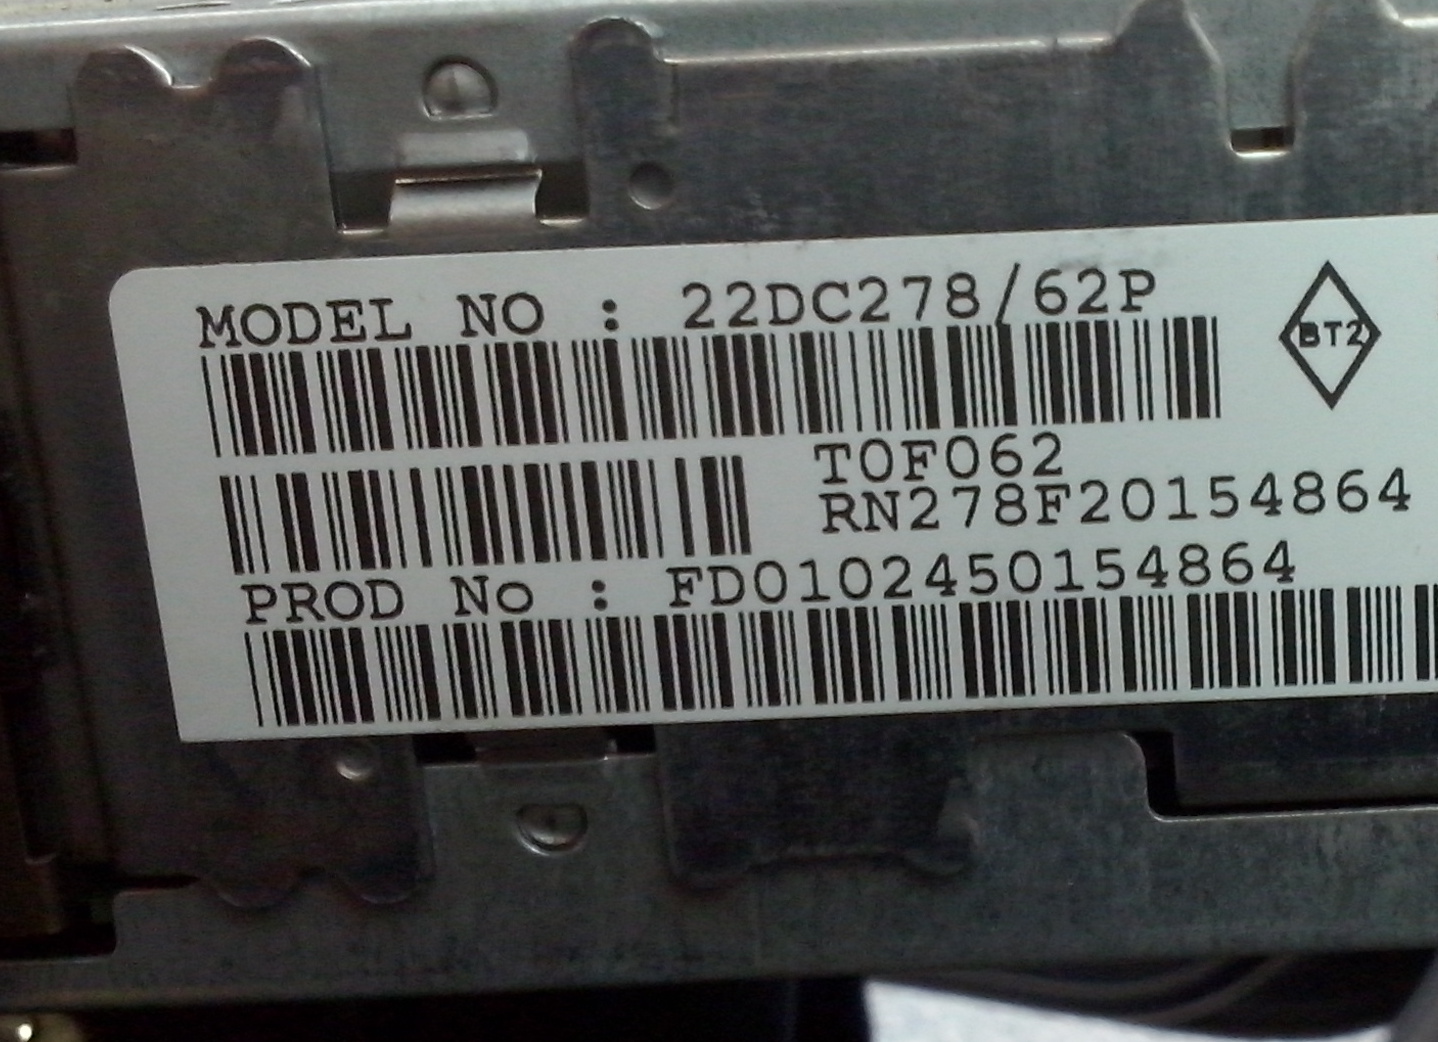 MODEL NO : 22DC278/62P
BT2
T0F062
RN278F20154864
PROD No : FD0102450154864